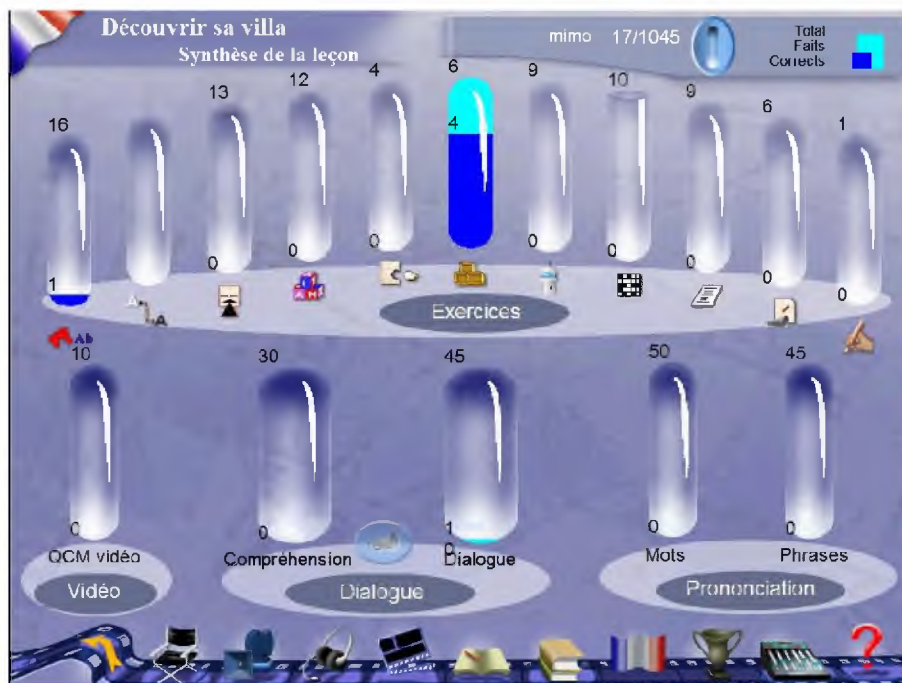 Découvrir sa villa
Synthèse de la leçon
mimo 17/1045
Total
Faits
Corrects
16 13 12 4 6 9 10 9 6 1
4
1 0 0 0 0 0 0 0 0
Ab
Exercices
10 30 45 50 45
0 0 1 0 0
0
QCM vidéo Compréhension Dialogue Mots Phrases
Vidéo Dialogue Prononciation
?